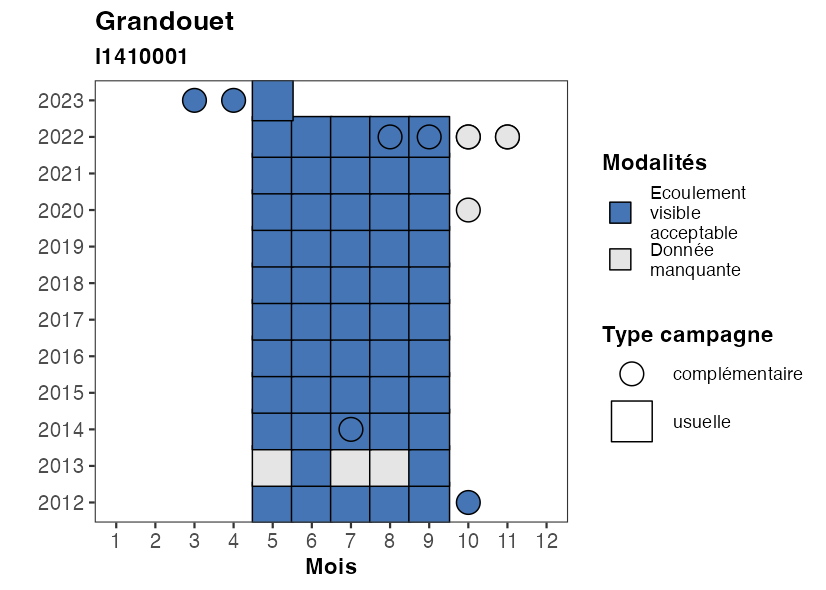 Grandouet
I1410001
2023
2022
2021
2020
2019
2018
2017
2016
2015
2014
2013
2012
1 2 3 4 5 6 7 8 9 10 11 12
Mois
Modalités
Ecoulement
visible
acceptable
Donnée
manquante
Type campagne
complémentaire
usuelle